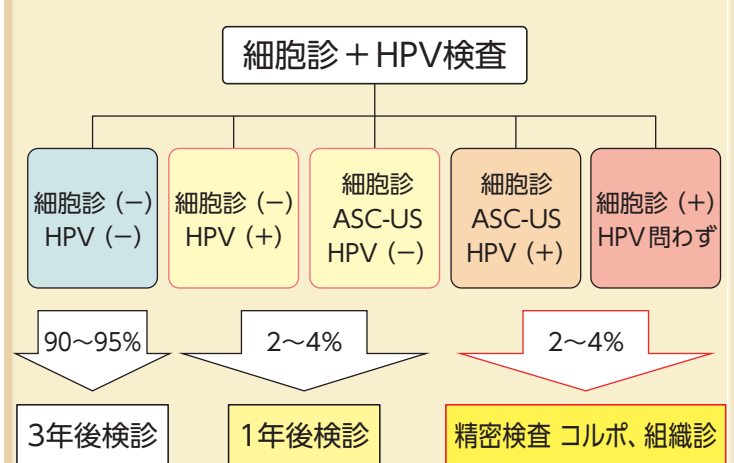 細胞診＋HPV検査
細胞診（−）
HPV（−）
細胞診（−）
HPV（+）
細胞診
ASC-US
HPV（−）
細胞診
ASC-US
HPV（+）
細胞診（+）
HPV問わず
90〜95%
2〜4%
2〜4%
3年後検診
1年後検診
精密検査 コルポ、組織診